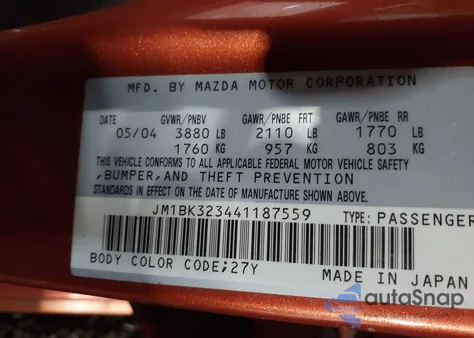 MFD. BY MAZDA MOTOR CORPORATION
DATE GVWR/PNBV GAWR/PNBE FRT GAWR/PNBE RR
05/04 3880 LB 2110 LB 1770 LB
1760 KG 957 KG 803 KG
THIS VEHICLE CONFORMS TO ALL APPLICABLE FEDERAL MOTOR VEHICLE SAFETY
,BUMPER,AND THEFT PREVENTION
STANDARDS IN EFFECT ON THE DATE OF MANUFACTURE SHOWN ABOVE.
JM1BK323441187559 TYPE: PASSENGER
BODY COLOR CODE;27Y
MADE IN JAPAN
autoSnap